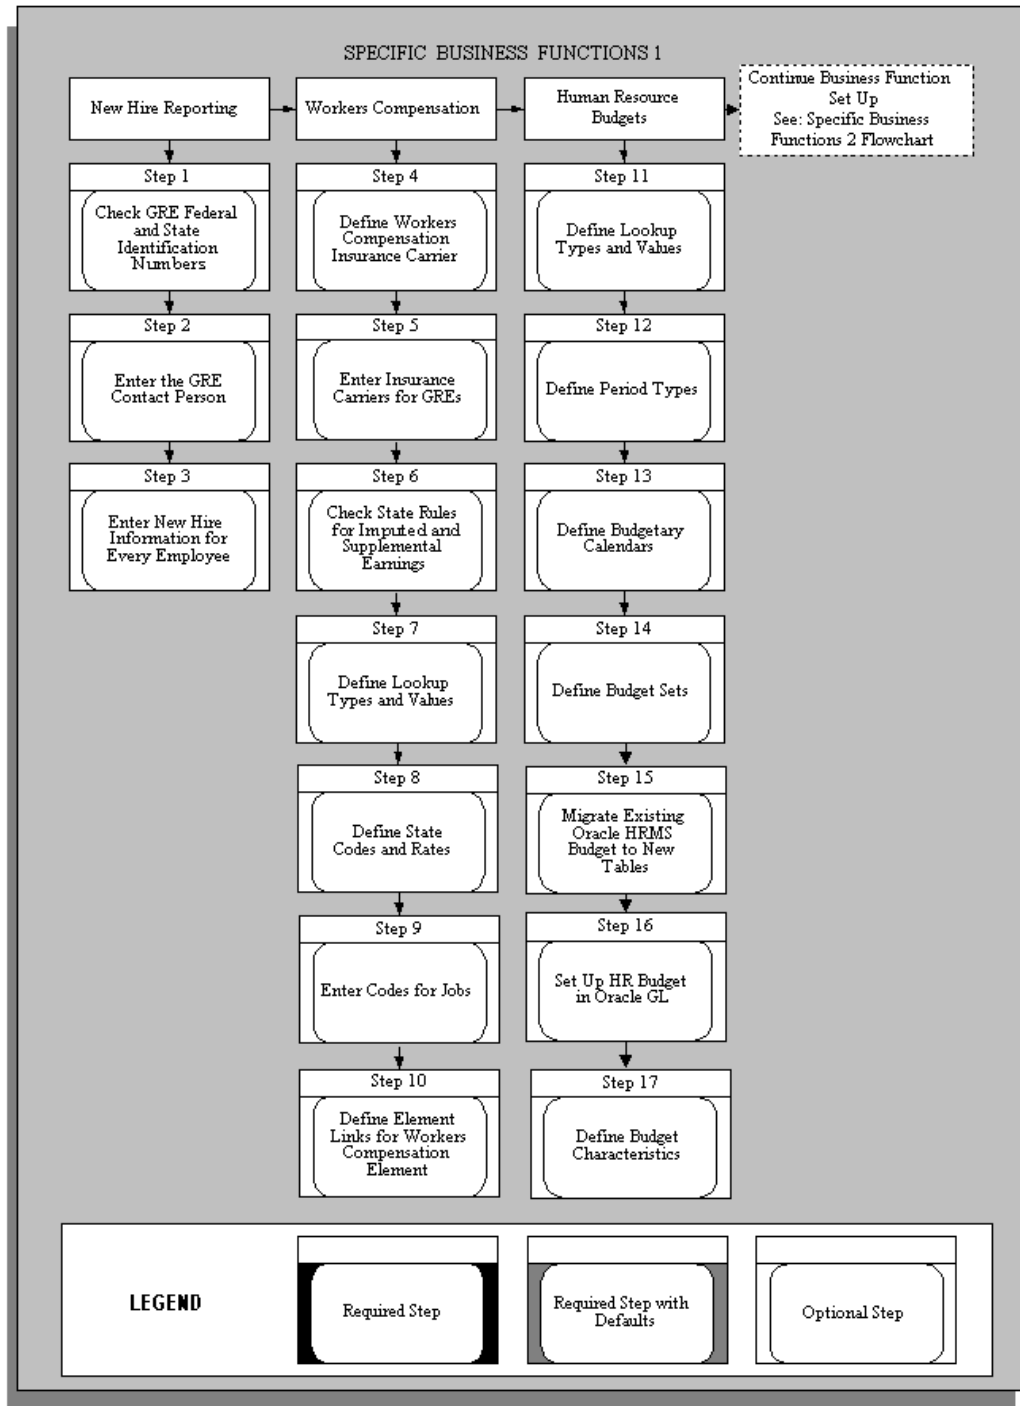 SPECIFIC BUSINESS FUNCTIONS 1
New Hire Reporting
Workers Compensation
Human Resource
Budgets
Continue Business Function
Set Up
See: Specific Business
Functions 2 Flowchart
Step 1
Check GRE Federal
and State
Identification
Numbers
Step 2
Enter the GRE
Contact Person
Step 3
Enter New Hire
Information for
Every Employee
Step 4
Define Workers
Compensation
Insurance Carrier
Step 5
Enter Insurance
Carriers for GREs
Step 6
Check State Rules
for Imputed and
Supplemental
Earnings
Step 7
Define Lookup
Types and Values
Step 8
Define State
Codes and Rates
Step 9
Enter Codes for Jobs
Step 10
Define Element
Links for Workers
Compensation
Element
Step 11
Define Lookup
Types and Values
Step 12
Define Period Types
Step 13
Define Budgetary
Calendars
Step 14
Define Budget Sets
Step 15
Migrate Existing
Oracle HRMS
Budget to New
Tables
Step 16
Set Up HR Budget
in Oracle GL
Step 17
Define Budget
Characteristics
LEGEND
Required Step
Required Step with
Defaults
Optional Step